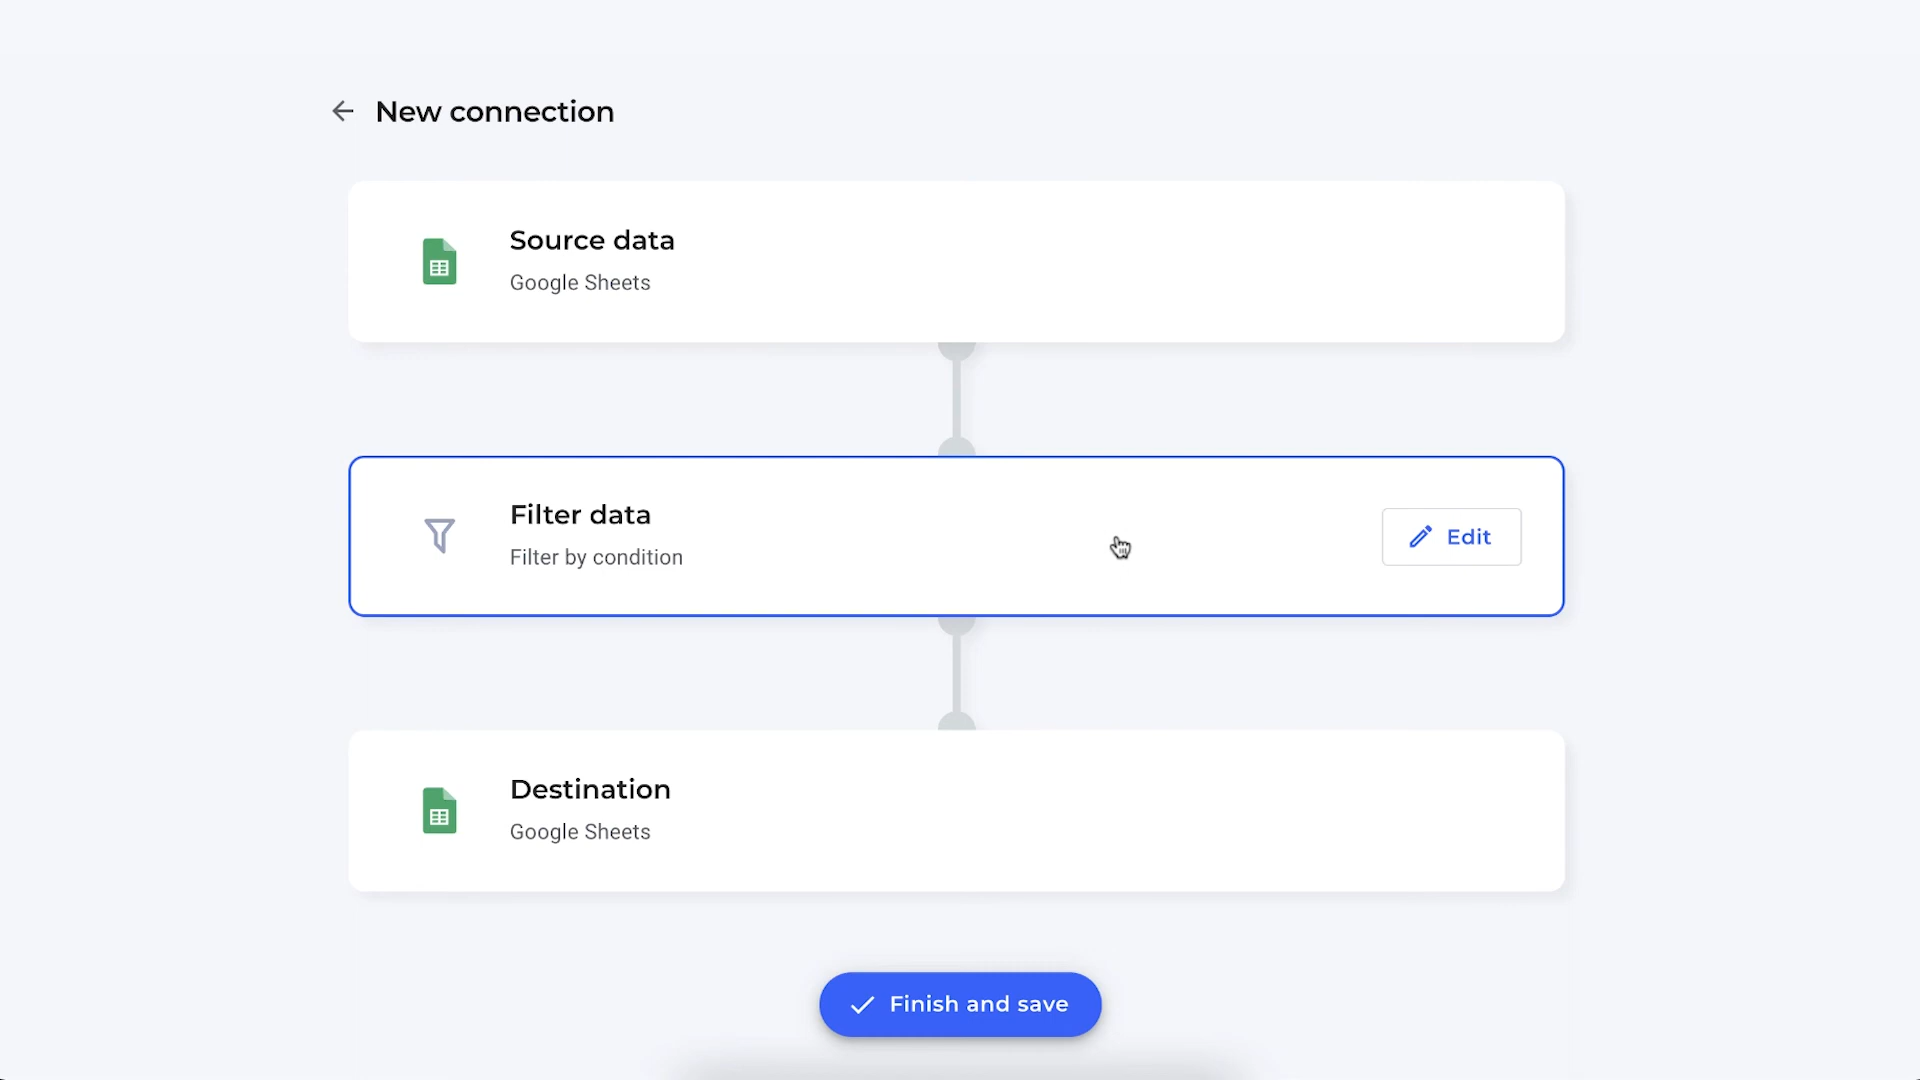 New connection
Source data
Google Sheets
Filter data
Filter by condition
Edit
Destination
Google Sheets
Finish and save